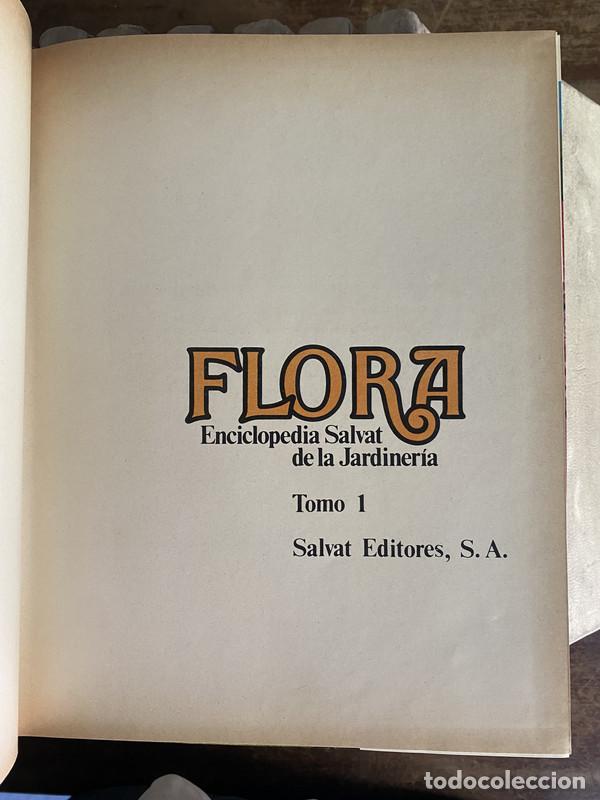 FLORA
Enciclopedia Salvat
de la Jardinería
Tomo 1
Salvat Editores, S. A.
todocoleccion